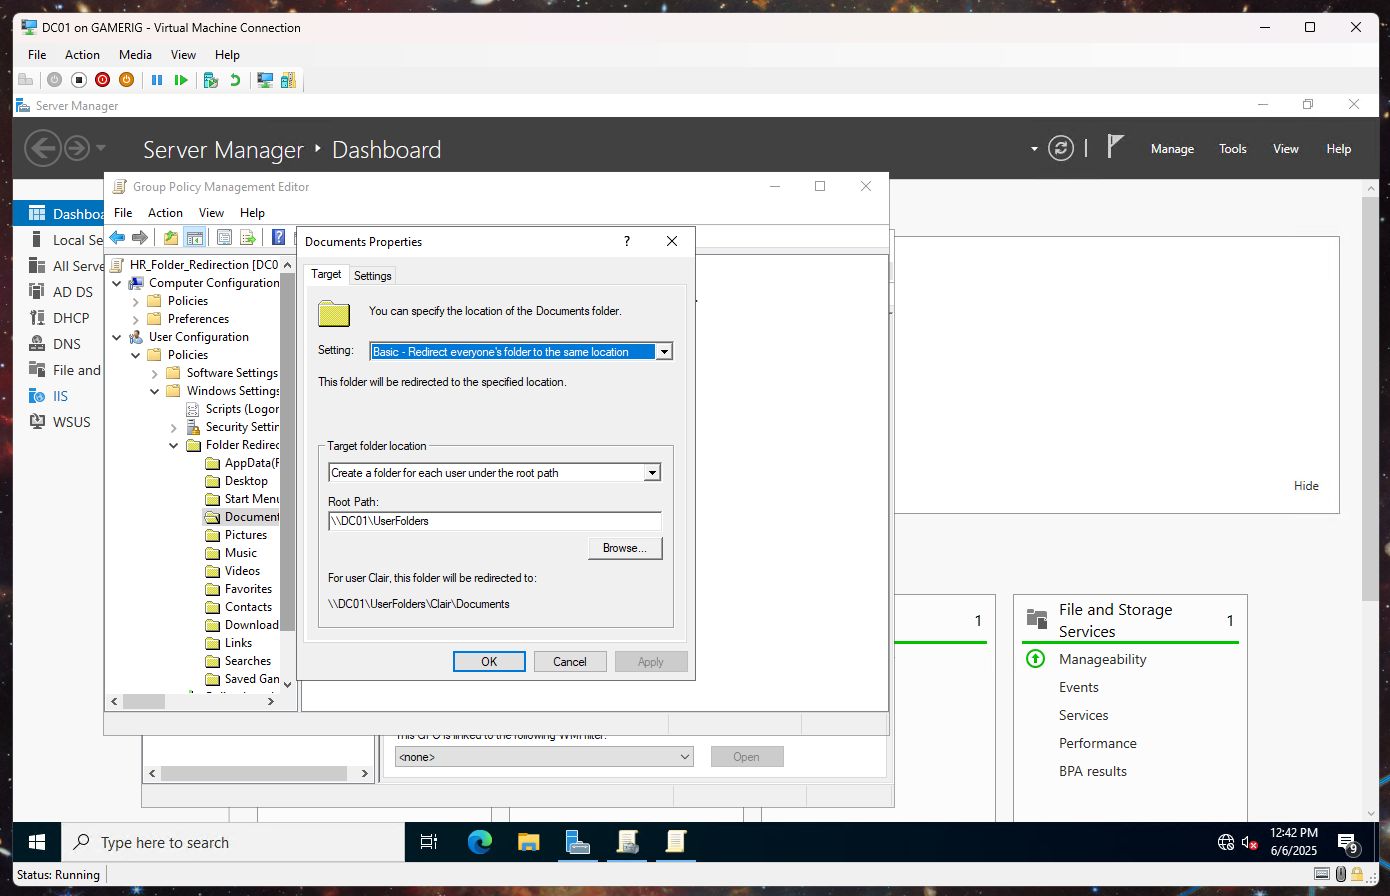 DC01 on GAMERIG - Virtual Machine Connection
File Action Media View Help
Server Manager
Server Manager Dashboard
Manage Tools View Help
Dashboa
Local Se
All Serve
AD DS
DHCP
DNS
File and
IIS
WSUS
Group Policy Management Editor
File Action View Help
HR_Folder_Redirection [DC0
Computer Configuration
Policies
Preferences
User Configuration
Policies
Software Settings
Windows Settings
Scripts (Logon
Security Settin
Folder Redirec
AppData(R
Desktop
Start Menu
Document
Pictures
Music
Videos
Favorites
Contacts
Download
Links
Searches
Saved Gam
Documents Properties
?
Target Settings
You can specify the location of the Documents folder.
Setting: Basic - Redirect everyone's folder to the same location
This folder will be redirected to the specified location.
Target folder location
Create a folder for each user under the root path
Root Path:
\\DC01\UserFolders
Browse...
For user Clair, this folder will be redirected to:
\\DC01\UserFolders\Clair\Documents
OK Cancel Apply
This GPO is linked to the following WMI filter:
<none> Open
Hide
1
File and Storage Services 1
Manageability
Events
Services
Performance
BPA results
Type here to search
12:42 PM
6/6/2025
9
Status: Running